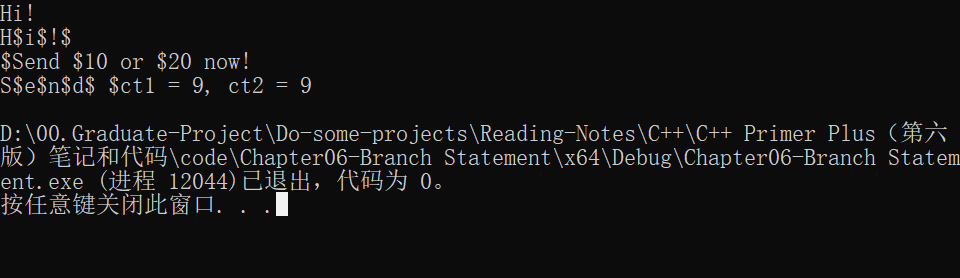 Hi!
H$i$!$
$Send $10 or $20 now!
S$e$n$d$ $ct1 = 9, ct2 = 9
D:\00.Graduate-Project\Do-some-projects\Reading-Notes\C++\C++ Primer Plus（第六
版）笔记和代码\code\Chapter06-Branch Statement\x64\Debug\Chapter06-Branch Statem
ent.exe (进程 12044)已退出，代码为 0。
按任意键关闭此窗口. . .